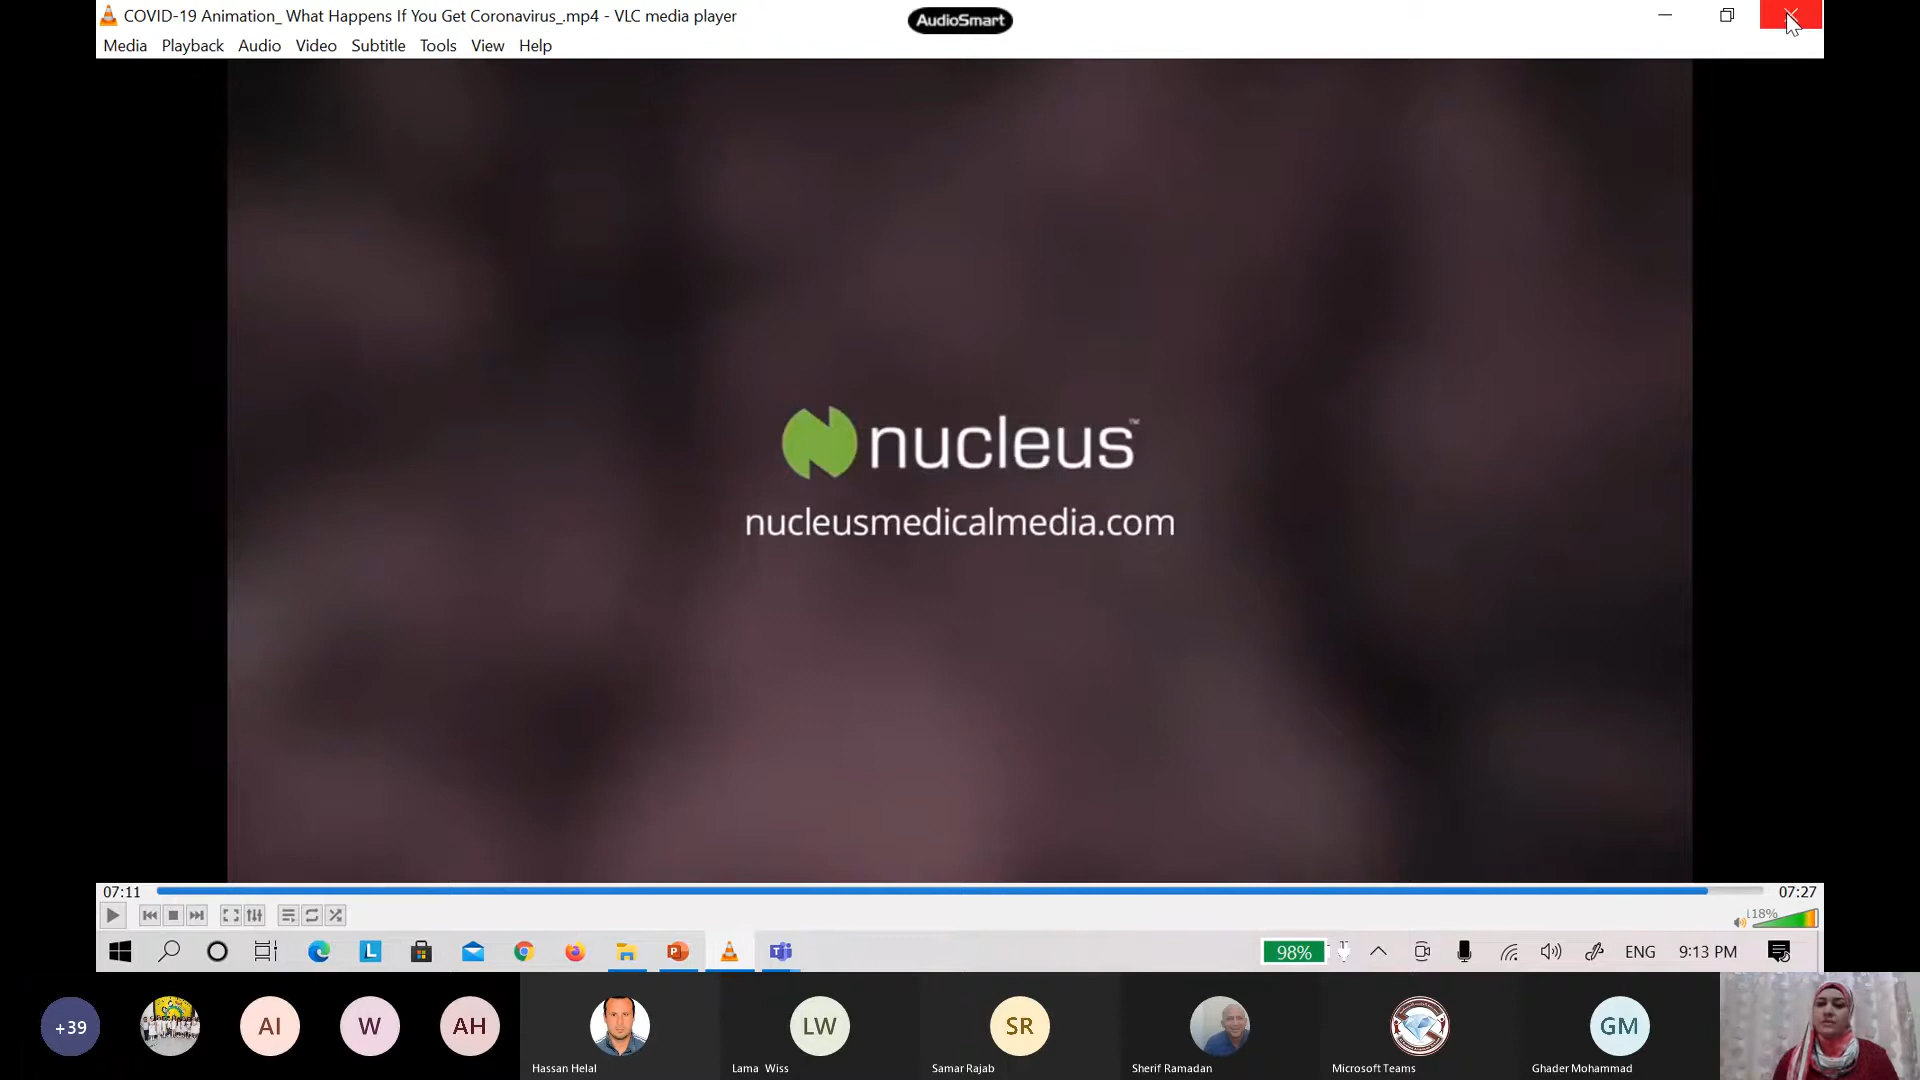 COVID-19 Animation_ What Happens If You Get Coronavirus_.mp4 - VLC media player
AudioSmart
Media Playback Audio Video Subtitle Tools View Help
nucleus™
nucleusmedicalmedia.com
07:11
07:27
118%
98%
ENG
9:13 PM
+39
AI
W
AH
LW
SR
GM
Hassan Helal
Lama Wiss
Samar Rajab
Sherif Ramadan
Microsoft Teams
Ghader Mohammad